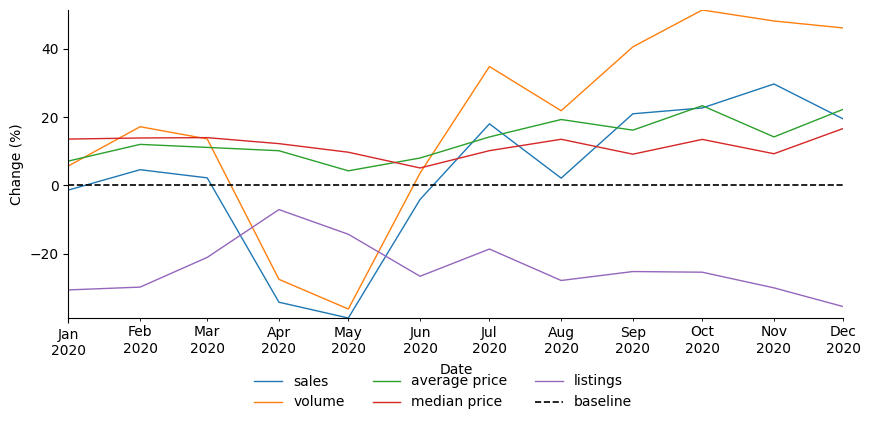 Change (%)
40
20
0
−20
Jan Feb Mar Apr May Jun Jul Aug Sep Oct Nov Dec
2020 2020 2020 2020 2020 2020 2020 2020 2020 2020 2020 2020
Date
sales average price listings
volume median price baseline